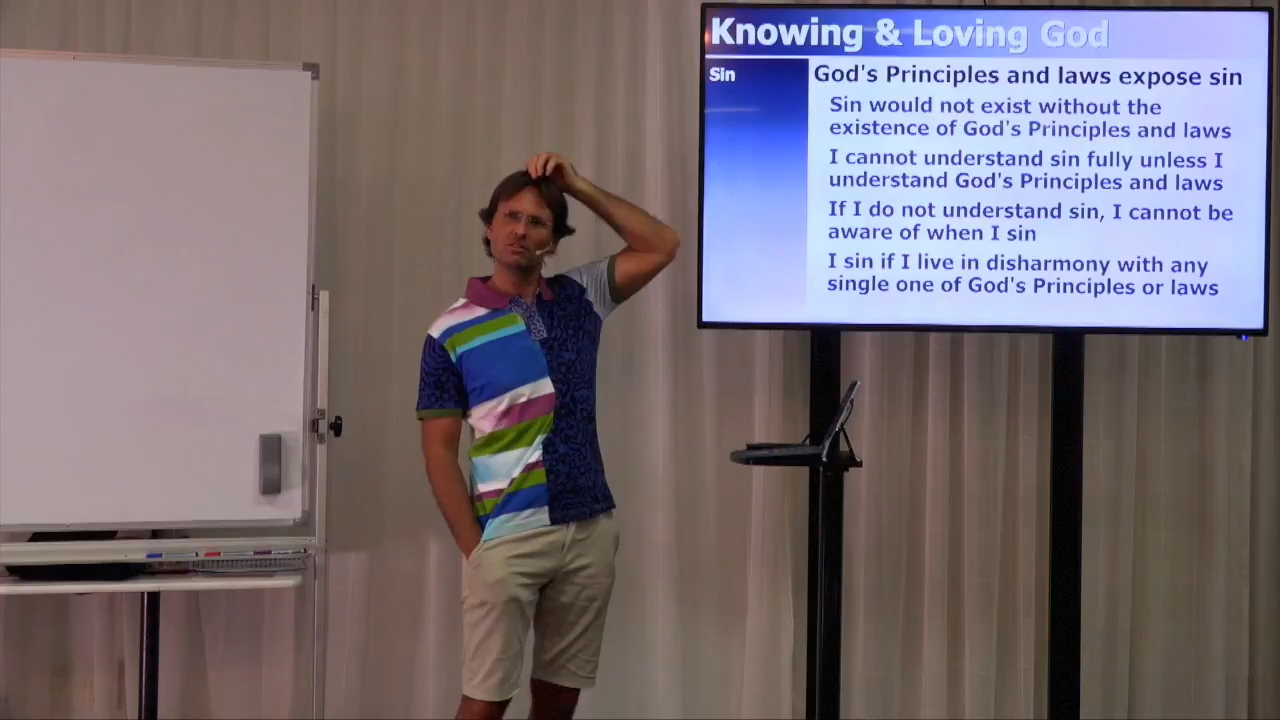 Knowing & Loving God
Sin
God's Principles and laws expose sin
Sin would not exist without the
existence of God's Principles and laws
I cannot understand sin fully unless I
understand God's Principles and laws
If I do not understand sin, I cannot be
aware of when I sin
I sin if I live in disharmony with any
single one of God's Principles or laws